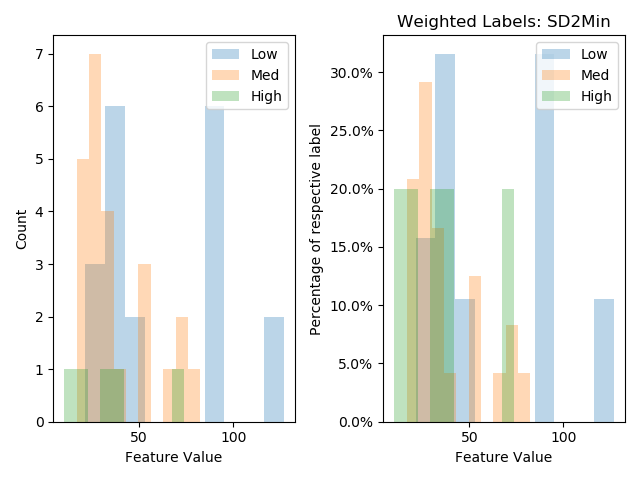 Weighted Labels: SD2Min
7
6
5
4
3
2
1
0
Count
50
100
Feature Value
Low
Med
High
30.0%
25.0%
20.0%
15.0%
10.0%
5.0%
0.0%
Percentage of respective label
50
100
Feature Value
Low
Med
High